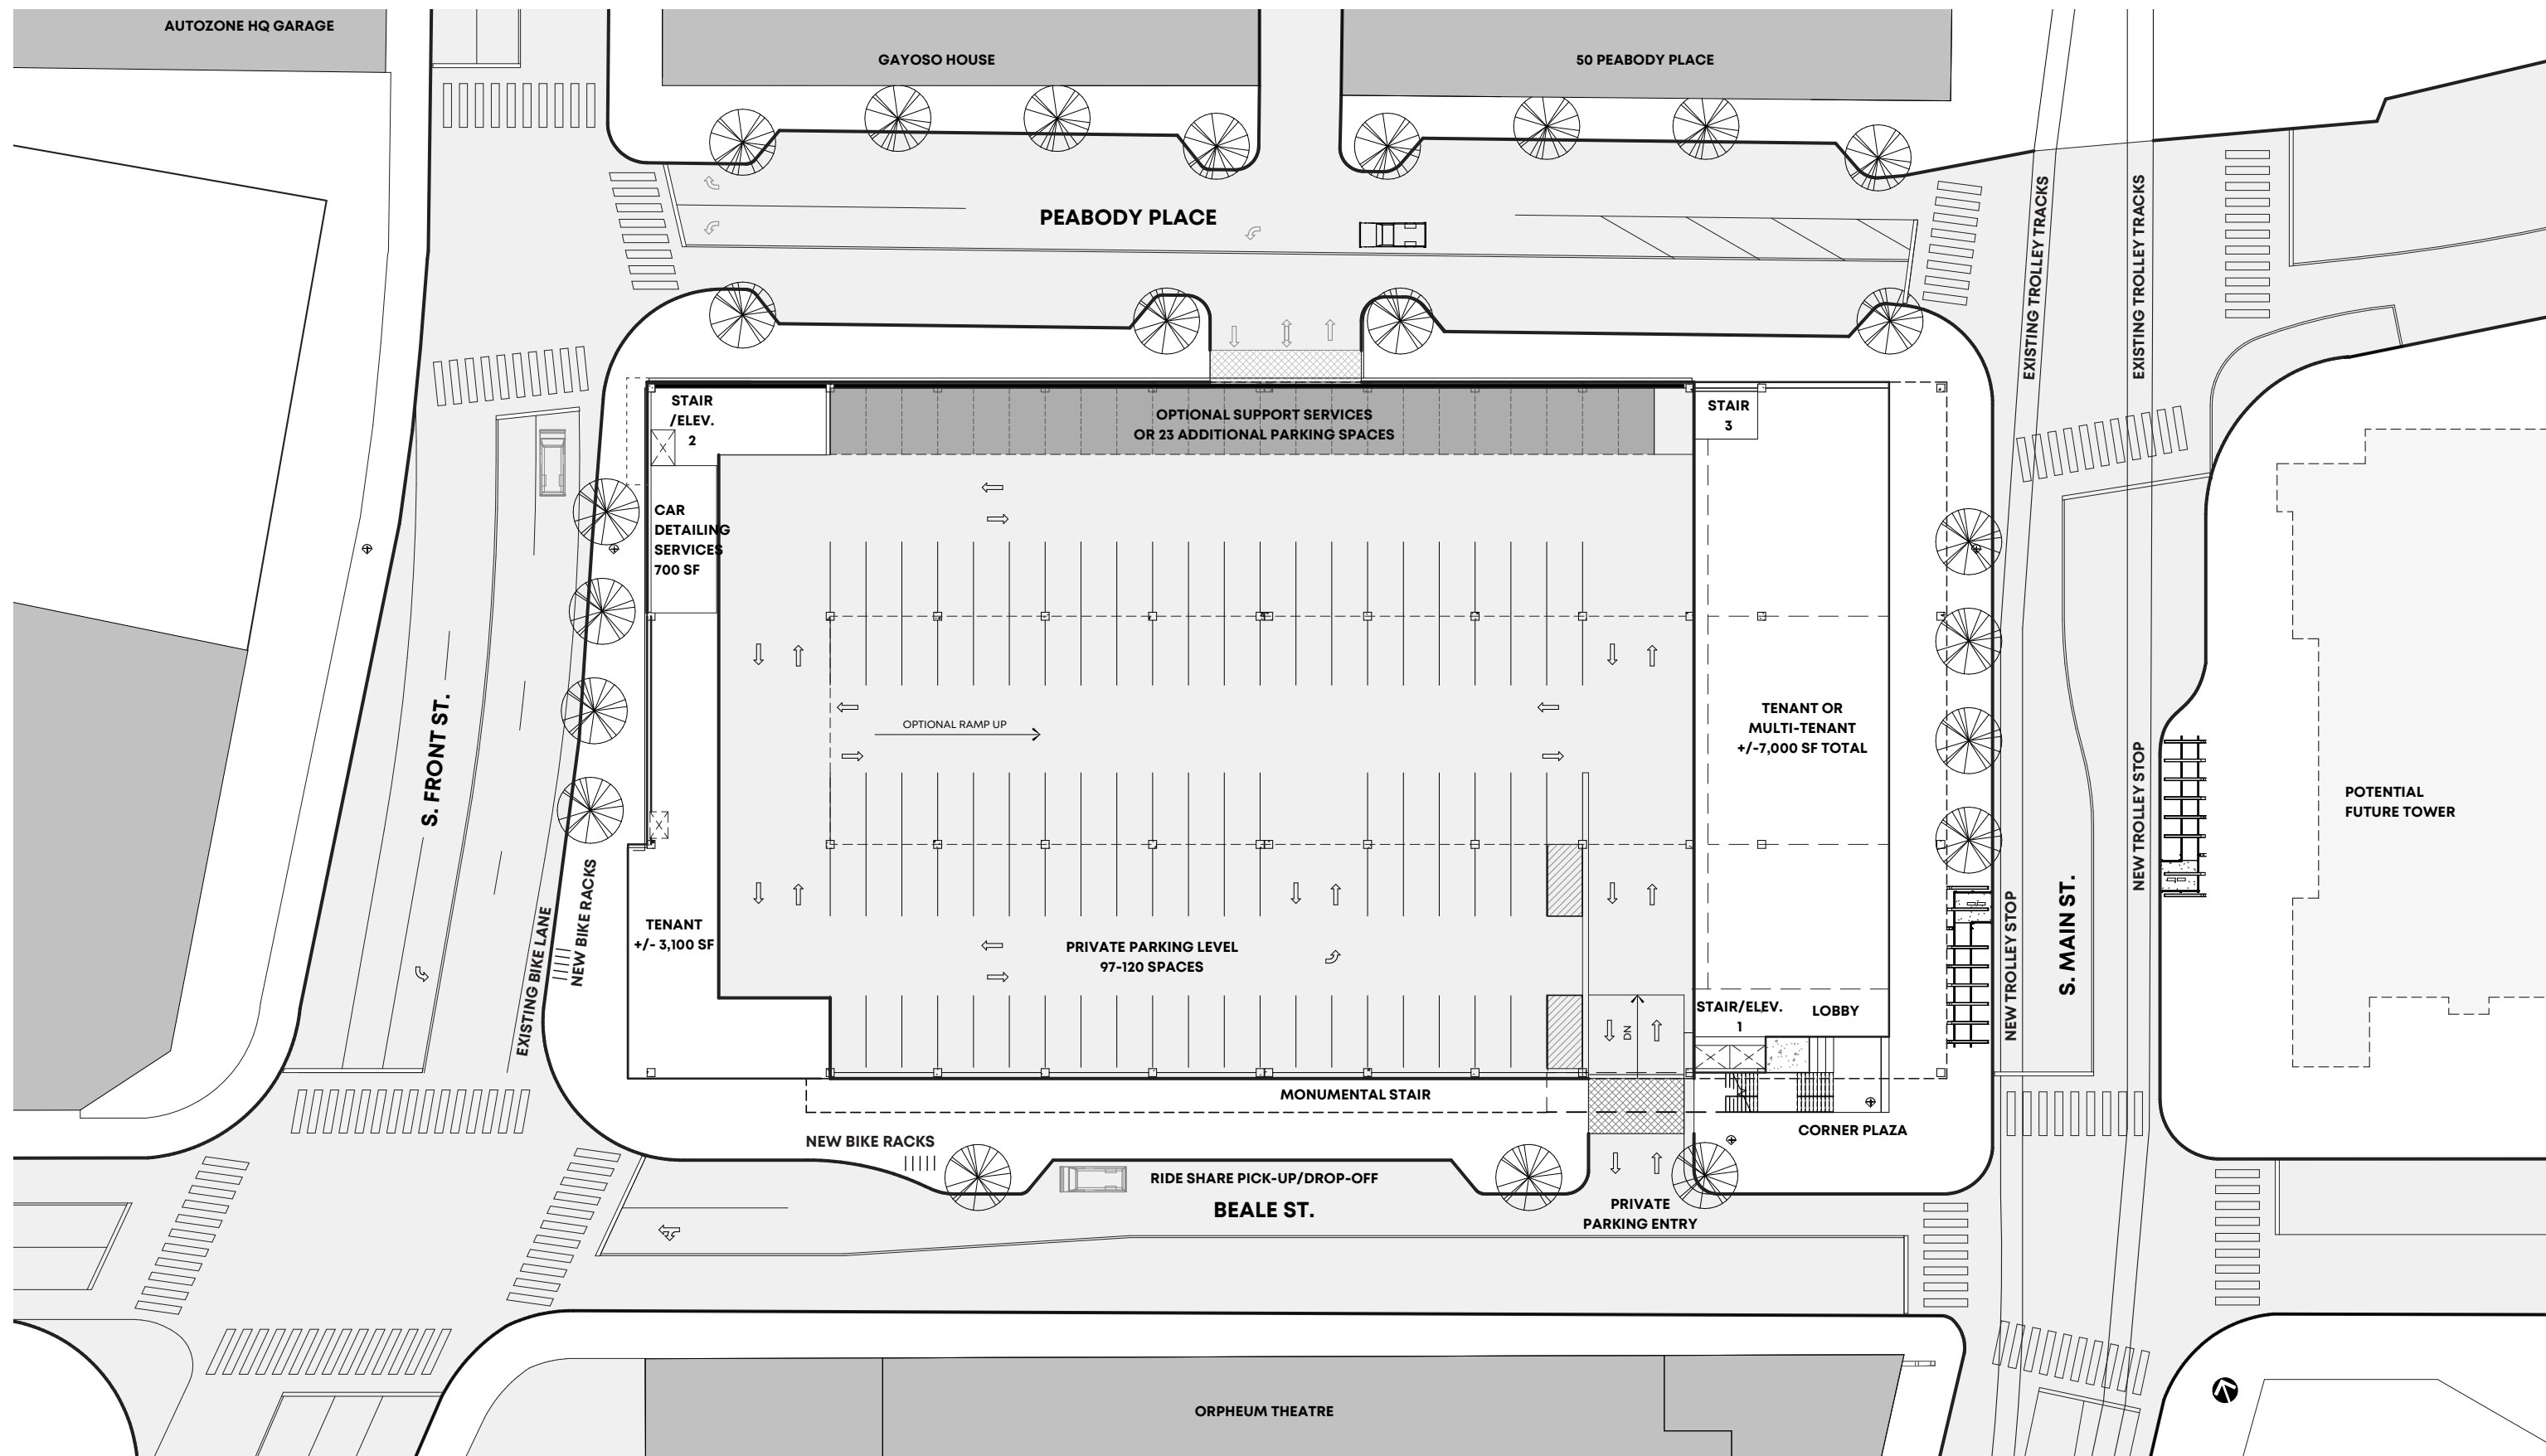 AUTOZONE HQ GARAGE
GAYOSO HOUSE
50 PEABODY PLACE
PEABODY PLACE
EXISTING TROLLEY TRACKS
EXISTING TROLLEY TRACKS
STAIR
/ELEV.
2
OPTIONAL SUPPORT SERVICES
OR 23 ADDITIONAL PARKING SPACES
STAIR
3
CAR
DETAILING
SERVICES
700 SF
S. FRONT ST.
OPTIONAL RAMP UP
TENANT OR
MULTI-TENANT
+/-7,000 SF TOTAL
POTENTIAL
FUTURE TOWER
NEW TROLLEY STOP
NEW TROLLEY STOP
S. MAIN ST.
EXISTING BIKE LANE
NEW BIKE RACKS
TENANT
+/- 3,100 SF
PRIVATE PARKING LEVEL
97-120 SPACES
DN
STAIR/ELEV.
1
LOBBY
MONUMENTAL STAIR
CORNER PLAZA
NEW BIKE RACKS
RIDE SHARE PICK-UP/DROP-OFF
BEALE ST.
PRIVATE
PARKING ENTRY
ORPHEUM THEATRE